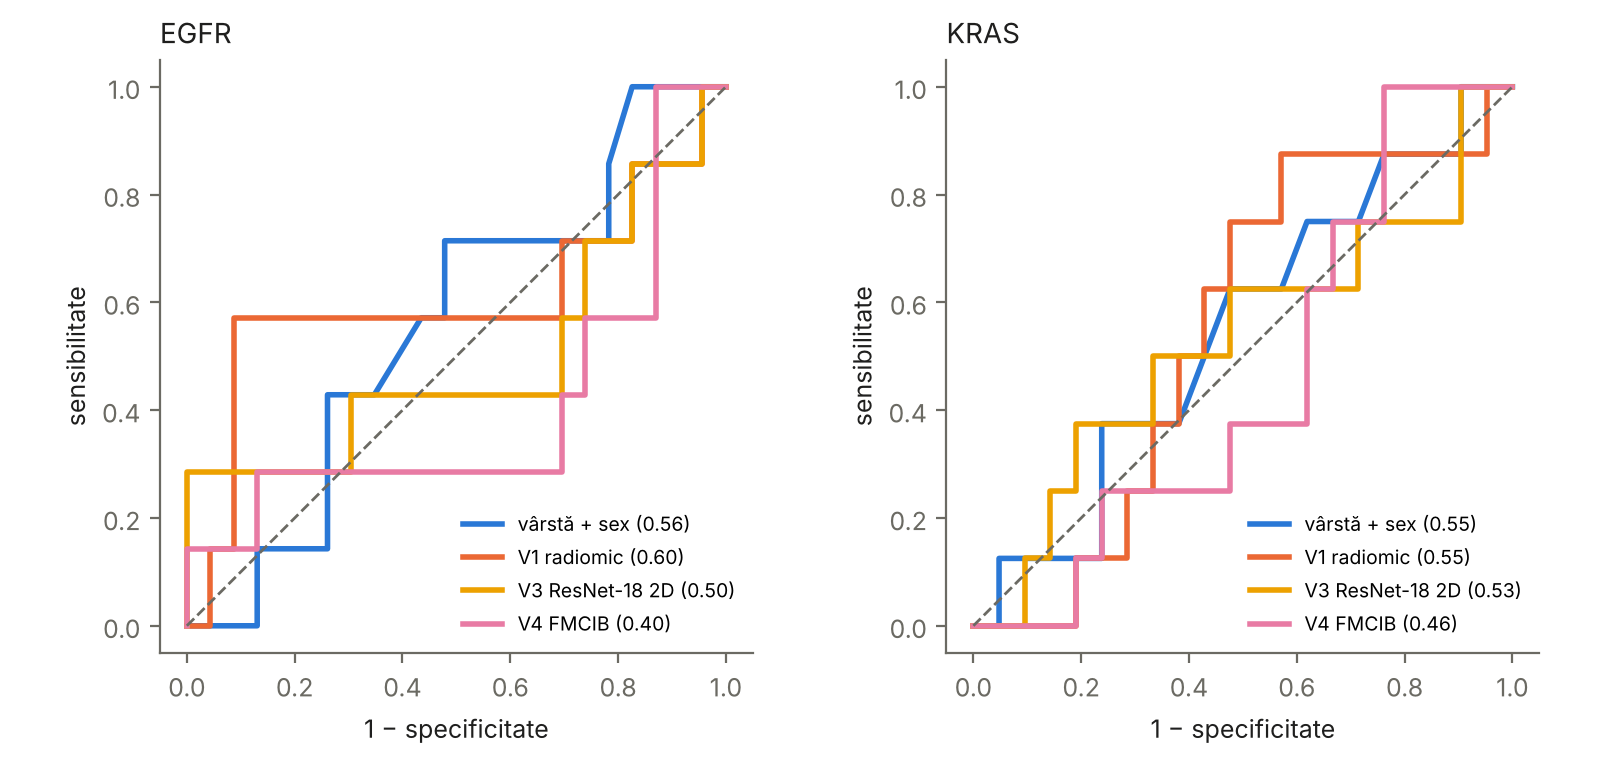 EGFR
1.0
0.8
0.6
0.4
0.2
0.0
sensibilitate
vârstă + sex (0.56)
V1 radiomic (0.60)
V3 ResNet-18 2D (0.50)
V4 FMCIB (0.40)
0.0 0.2 0.4 0.6 0.8 1.0
1 − specificitate
KRAS
1.0
0.8
0.6
0.4
0.2
0.0
sensibilitate
vârstă + sex (0.55)
V1 radiomic (0.55)
V3 ResNet-18 2D (0.53)
V4 FMCIB (0.46)
0.0 0.2 0.4 0.6 0.8 1.0
1 − specificitate